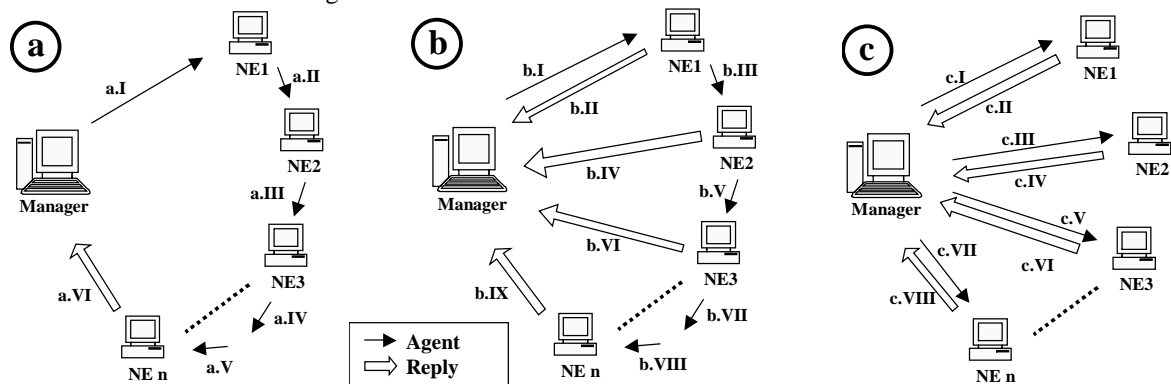 a
a.I
NE1
a.II
NE2
a.III
Manager
NE3
a.VI
a.IV
a.V
NE n
b
b.I
NE1
b.III
b.II
NE2
b.IV
b.V
Manager
b.VI
NE3
b.IX
b.VII
b.VIII
NE n
Agent
Reply
c
c.I
NE1
c.II
c.III
NE2
c.IV
Manager
c.V
c.VI
NE3
c.VII
c.VIII
NE n